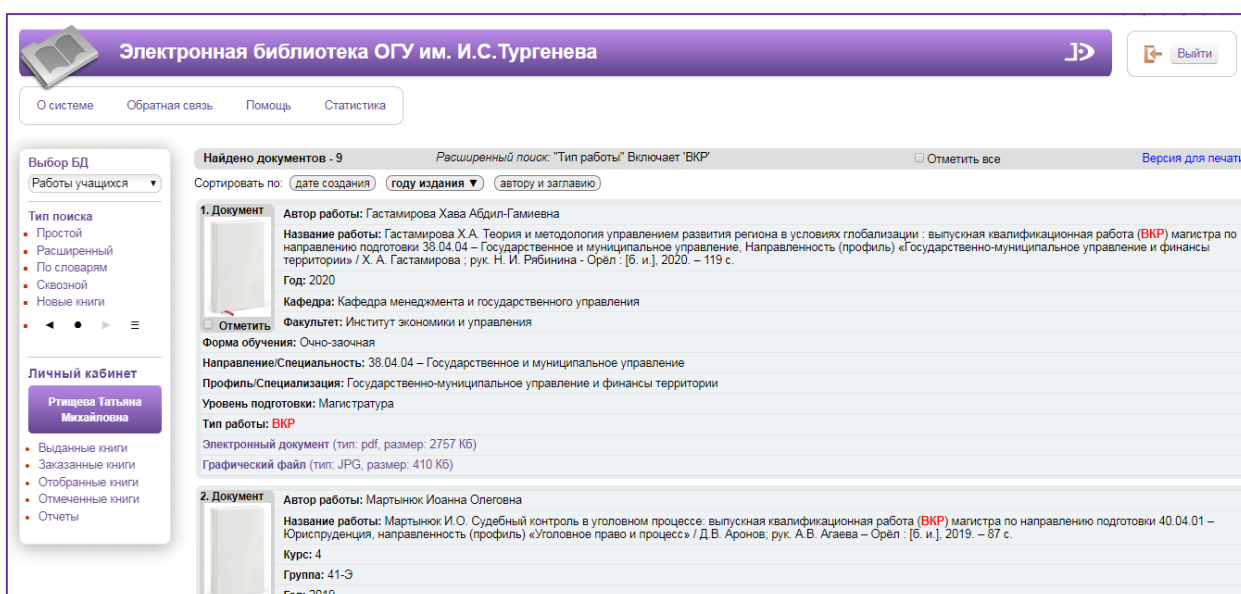 Электронная библиотека ОГУ им. И.С.Тургенева
Выйти
О системе Обратная связь Помощь Статистика
Выбор БД
Работы учащихся ▼
Тип поиска
Простой
Расширенный
По словарям
Сквозной
Новые книги
Личный кабинет
Ртищева Татьяна
Михайловна
Выданные книги
Заказанные книги
Отобранные книги
Отмеченные книги
Отчеты
Найдено документов - 9 Расширенный поиск: "Тип работы" Включает 'ВКР' Отметить все Версия для печати
Сортировать по: дате создания году издания ▼ автору и заглавию
1. Документ
Отметить
Автор работы: Гастамирова Хава Абдил-Гамиевна
Название работы: Гастамирова Х.А. Теория и методология управлением развития региона в условиях глобализации : выпускная квалификационная работа (ВКР) магистра по
направлению подготовки 38.04.04 – Государственное и муниципальное управление, Направленность (профиль) «Государственно-муниципальное управление и финансы
территории» / Х. А. Гастамирова ; рук. Н. И. Рябинина - Орёл : [б. и.], 2020. – 119 с.
Год: 2020
Кафедра: Кафедра менеджмента и государственного управления
Факультет: Институт экономики и управления
Форма обучения: Очно-заочная
Направление/Специальность: 38.04.04 – Государственное и муниципальное управление
Профиль/Специализация: Государственно-муниципальное управление и финансы территории
Уровень подготовки: Магистратура
Тип работы: ВКР
Электронный документ (тип: pdf, размер: 2757 Кб)
Графический файл (тип: JPG, размер: 410 Кб)
2. Документ
Автор работы: Мартынюк Иоанна Олеговна
Название работы: Мартынюк И.О. Судебный контроль в уголовном процессе: выпускная квалификационная работа (ВКР) магистра по направлению подготовки 40.04.01 –
Юриспруденция, направленность (профиль) «Уголовное право и процесс» / Д.В. Аронов; рук. А.В. Агаева – Орёл : [б. и.], 2019. – 87 с.
Курс: 4
Группа: 41-Э
Год: 2019